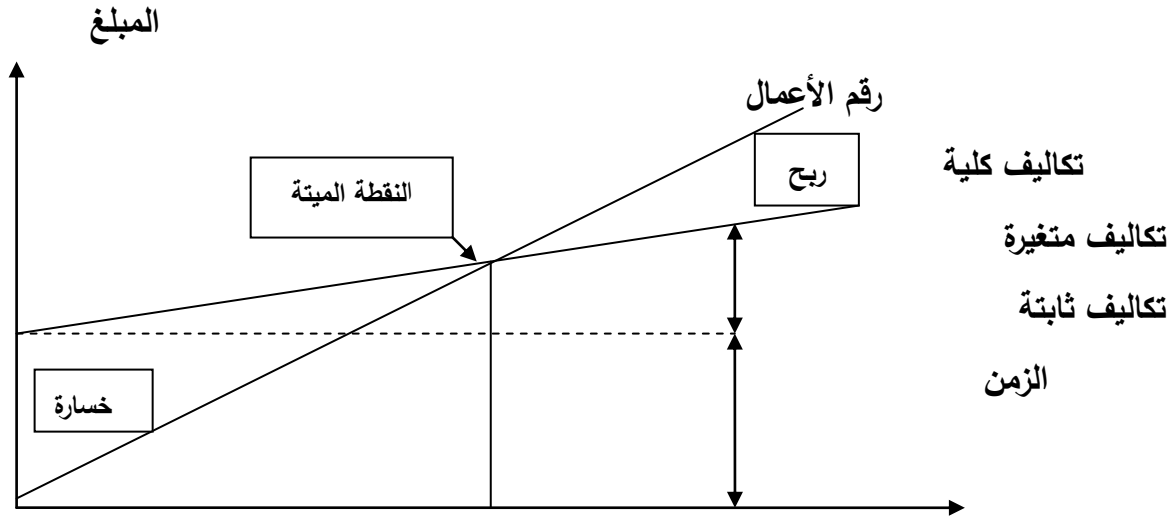 المبلغ
رقم الأعمال
تكاليف كلية
ربح
النقطة الميتة
تكاليف متغيرة
تكاليف ثابتة
الزمن
خسارة